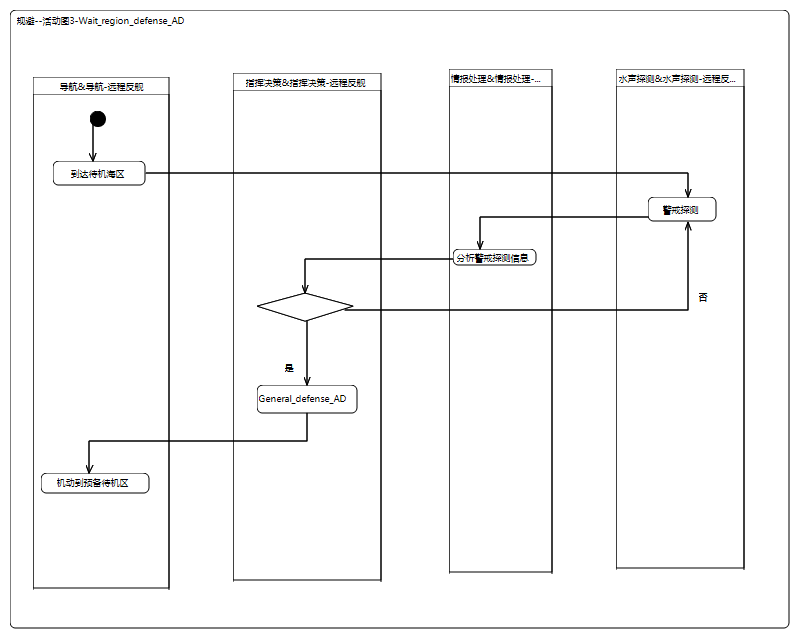 规避--活动图3-Wait_region_defense_AD
导航&导航-远程反舰
指挥决策&指挥决策-远程反舰
情报处理&情报处理-...
水声探测&水声探测-远程反...
到达待机海区
警戒探测
分析警戒探测信息
否
是
General_defense_AD
机动到预备待机区